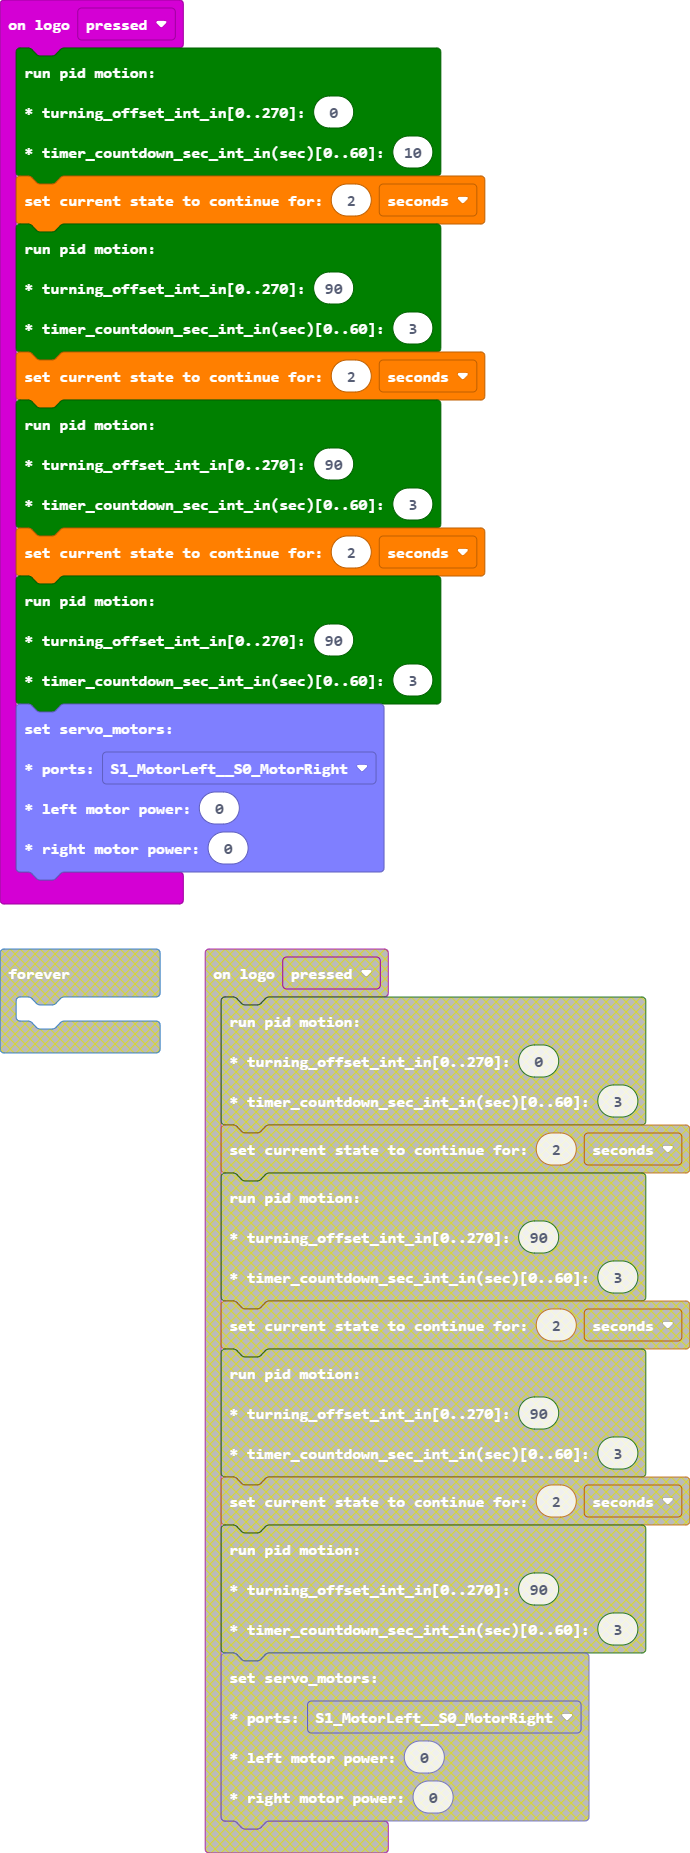 on logo pressed
run pid motion:
* turning_offset_int_in[0..270]: 0
* timer_countdown_sec_int_in(sec)[0..60]: 10
set current state to continue for: 2 seconds
run pid motion:
* turning_offset_int_in[0..270]: 90
* timer_countdown_sec_int_in(sec)[0..60]: 3
set current state to continue for: 2 seconds
run pid motion:
* turning_offset_int_in[0..270]: 90
* timer_countdown_sec_int_in(sec)[0..60]: 3
set current state to continue for: 2 seconds
run pid motion:
* turning_offset_int_in[0..270]: 90
* timer_countdown_sec_int_in(sec)[0..60]: 3
set servo_motors:
* ports: S1_MotorLeft__S0_MotorRight
* left motor power: 0
* right motor power: 0
forever
on logo pressed
run pid motion:
* turning_offset_int_in[0..270]: 0
* timer_countdown_sec_int_in(sec)[0..60]: 3
set current state to continue for: 2 seconds
run pid motion:
* turning_offset_int_in[0..270]: 90
* timer_countdown_sec_int_in(sec)[0..60]: 3
set current state to continue for: 2 seconds
run pid motion:
* turning_offset_int_in[0..270]: 90
* timer_countdown_sec_int_in(sec)[0..60]: 3
set current state to continue for: 2 seconds
run pid motion:
* turning_offset_int_in[0..270]: 90
* timer_countdown_sec_int_in(sec)[0..60]: 3
set servo_motors:
* ports: S1_MotorLeft__S0_MotorRight
* left motor power: 0
* right motor power: 0